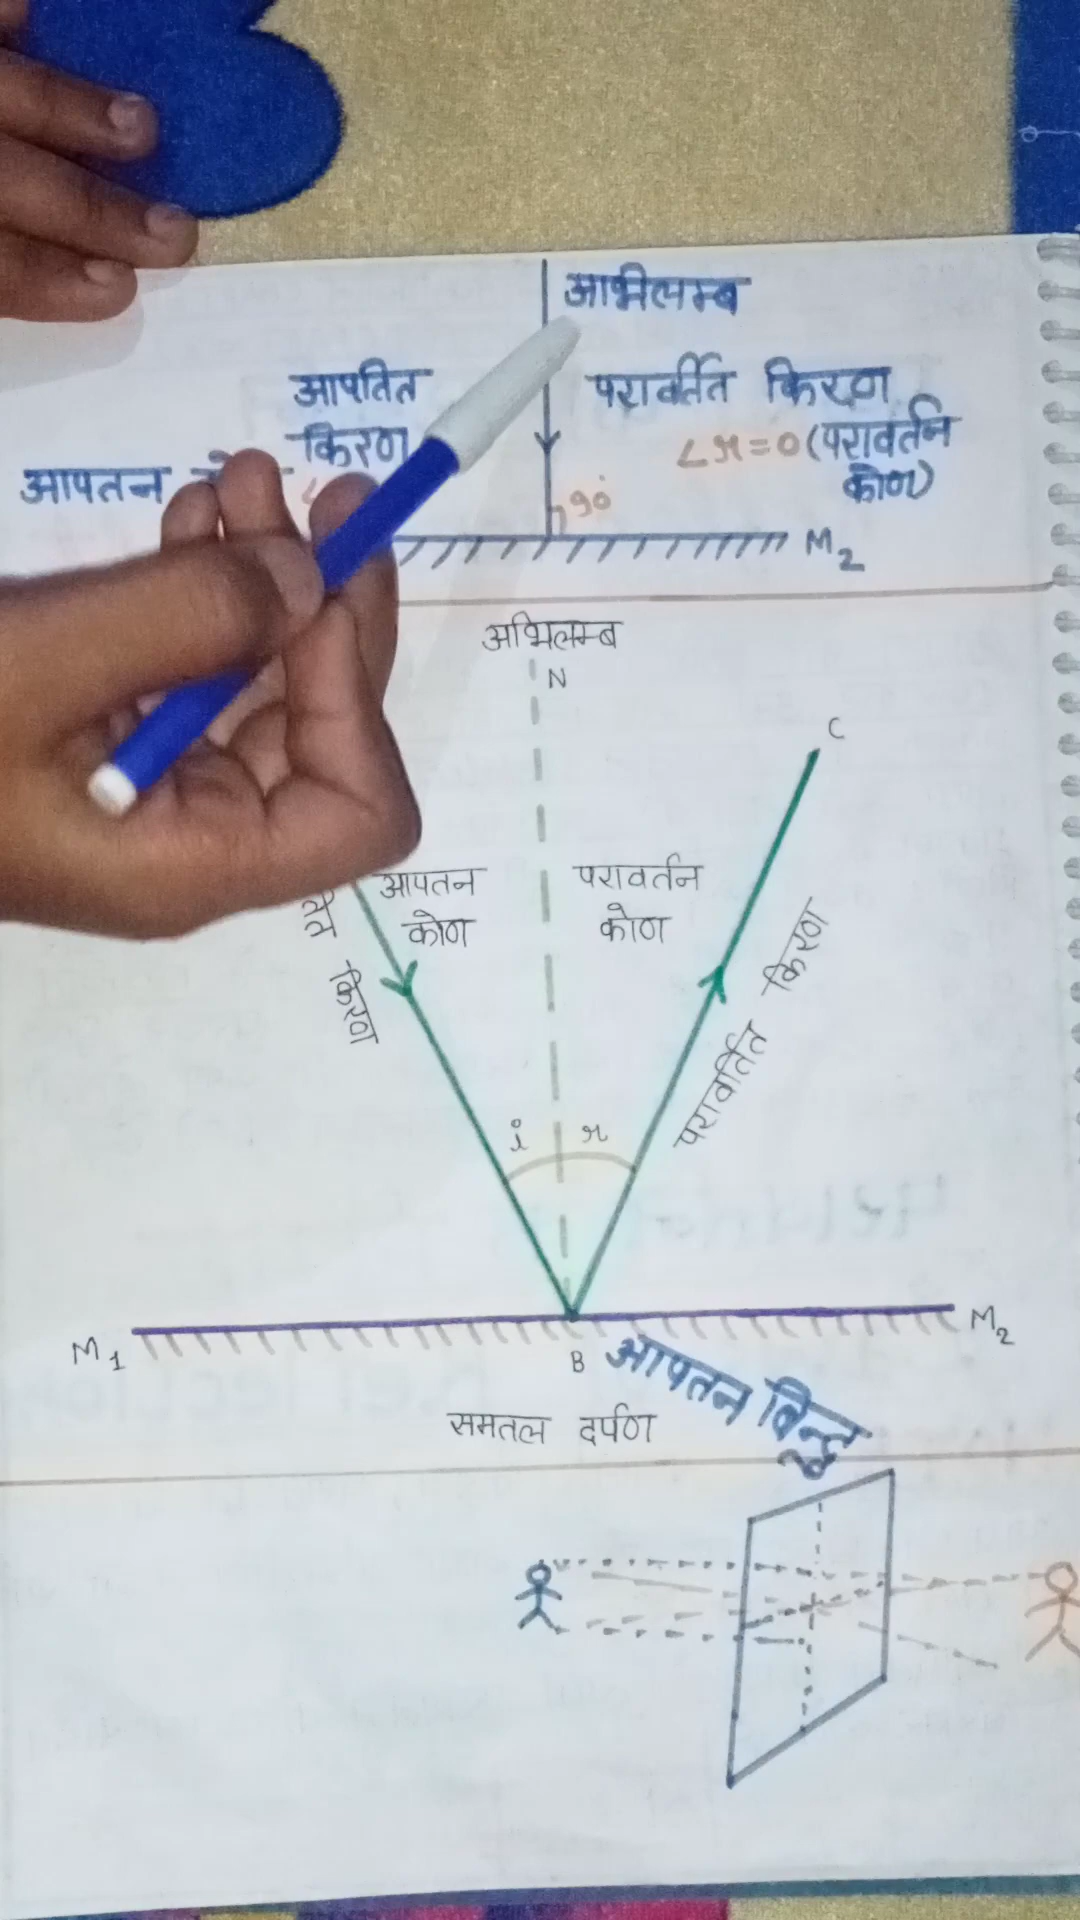 आभीलम्ब
आपतित
किरण
परावर्तित किरण
∠r=0 (परावर्तन
कोण)
आपतन
90°
M2
अभिलम्ब
N
C
आपतन
कोण
परावर्तन
कोण
किरण
परावर्तित किरण
i
r
M1
B
M2
आपतन बिन्दु
समतल दर्पण